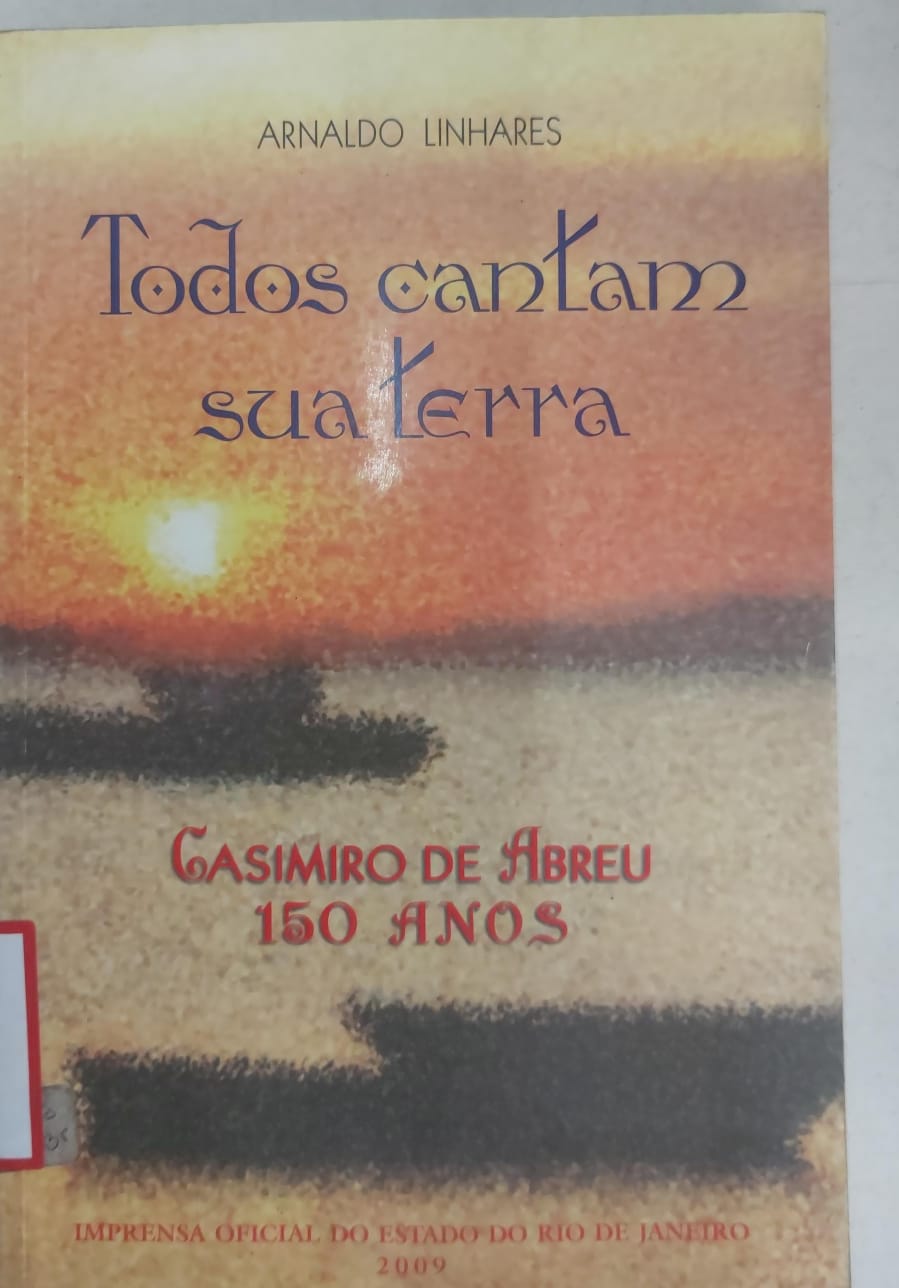 ARNALDO LINHARES
Todos cantam
sua terra
CASIMIRO DE ABREU
150 ANOS
IMPRENSA OFICIAL DO ESTADO DO RIO DE JANEIRO
2009